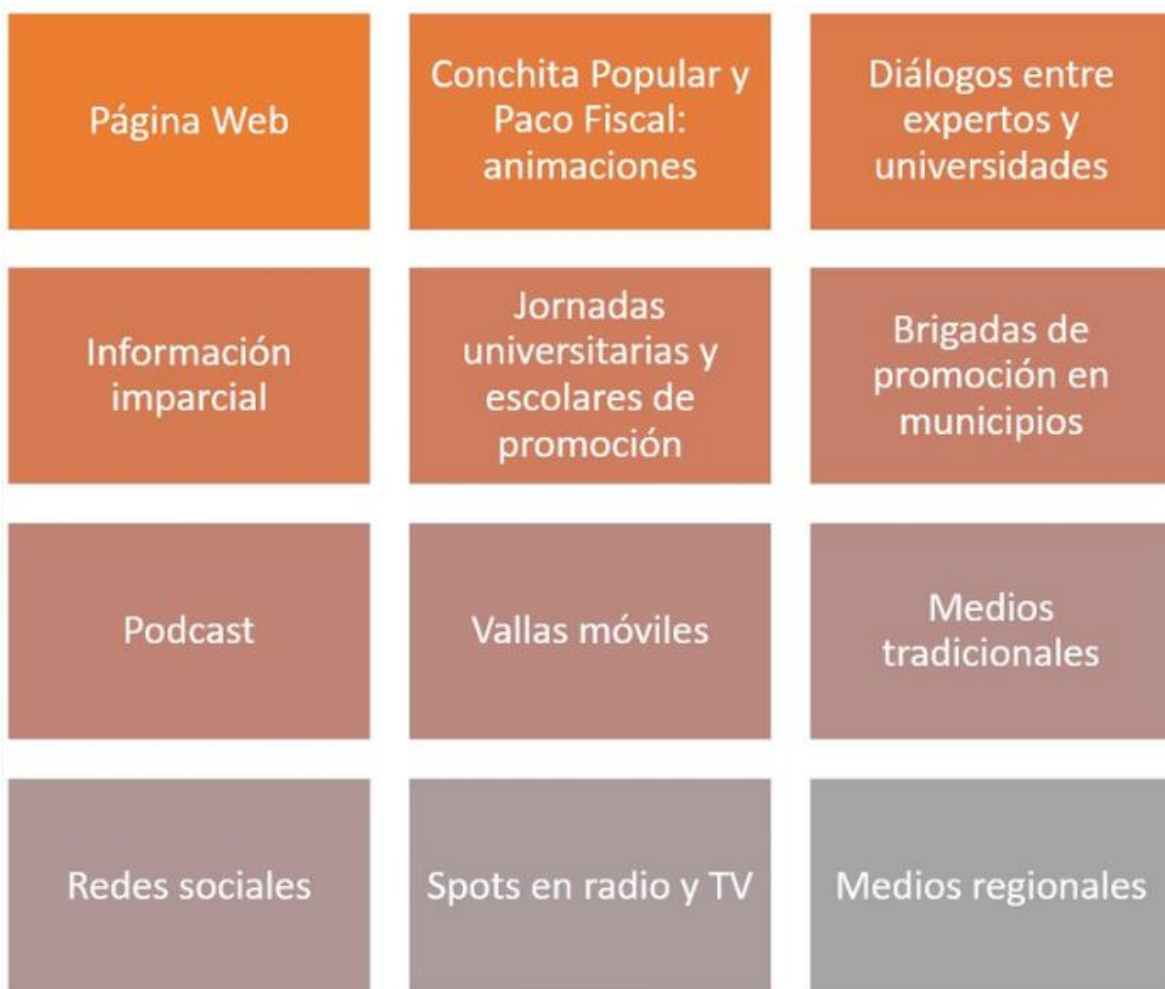 Página Web
Conchita Popular y
Paco Fiscal:
animaciones
Diálogos entre
expertos y
universidades
Información
imparcial
Jornadas
universitarias y
escolares de
promoción
Brigadas de
promoción en
municipios
Podcast
Vallas móviles
Medios
tradicionales
Redes sociales
Spots en radio y TV
Medios regionales